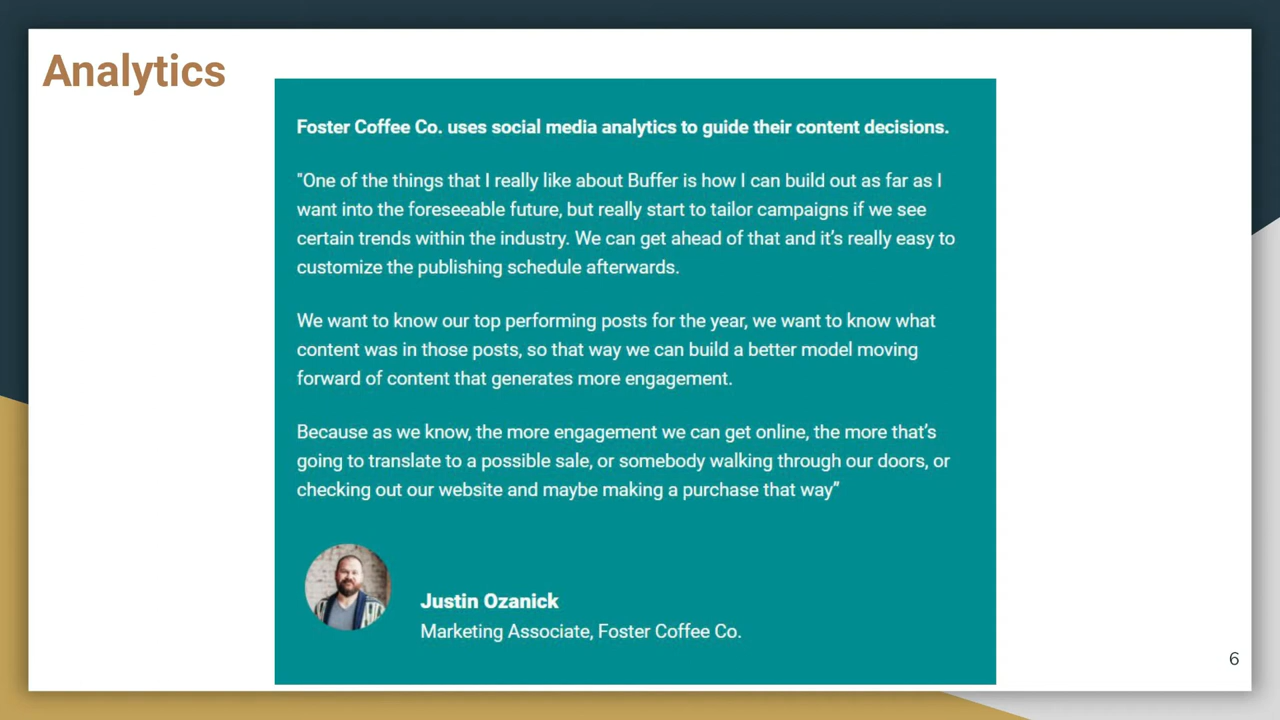 Analytics
Foster Coffee Co. uses social media analytics to guide their content decisions.
"One of the things that I really like about Buffer is how I can build out as far as I
want into the foreseeable future, but really start to tailor campaigns if we see
certain trends within the industry. We can get ahead of that and it’s really easy to
customize the publishing schedule afterwards.
We want to know our top performing posts for the year, we want to know what
content was in those posts, so that way we can build a better model moving
forward of content that generates more engagement.
Because as we know, the more engagement we can get online, the more that’s
going to translate to a possible sale, or somebody walking through our doors, or
checking out our website and maybe making a purchase that way”
Justin Ozanick
Marketing Associate, Foster Coffee Co.
6